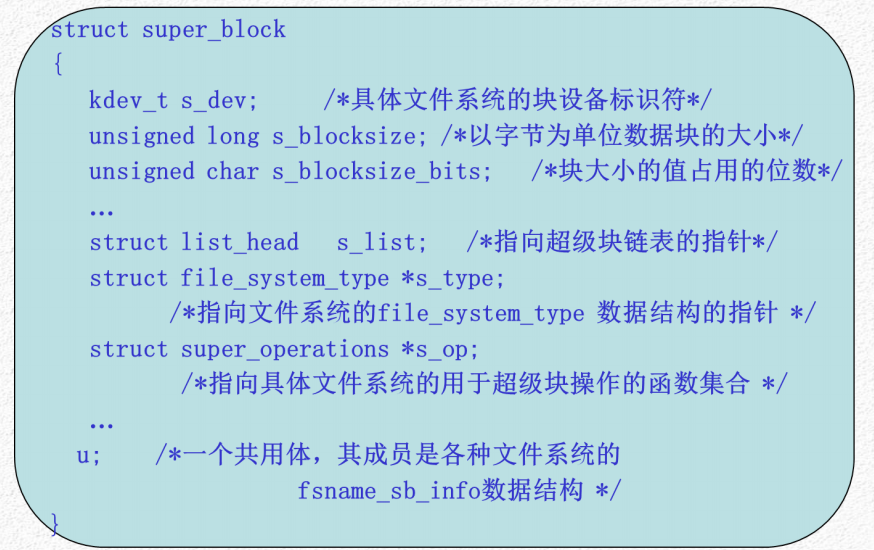 struct super_block
{
kdev_t s_dev; /*具体文件系统的块设备标识符*/
unsigned long s_blocksize; /*以字节为单位数据块的大小*/
unsigned char s_blocksize_bits; /*块大小的值占用的位数*/
…
struct list_head s_list; /*指向超级块链表的指针*/
struct file_system_type *s_type;
/*指向文件系统的file_system_type 数据结构的指针 */
struct super_operations *s_op;
/*指向具体文件系统的用于超级块操作的函数集合 */
…
u; /*一个共用体，其成员是各种文件系统的
fsname_sb_info数据结构 */
}